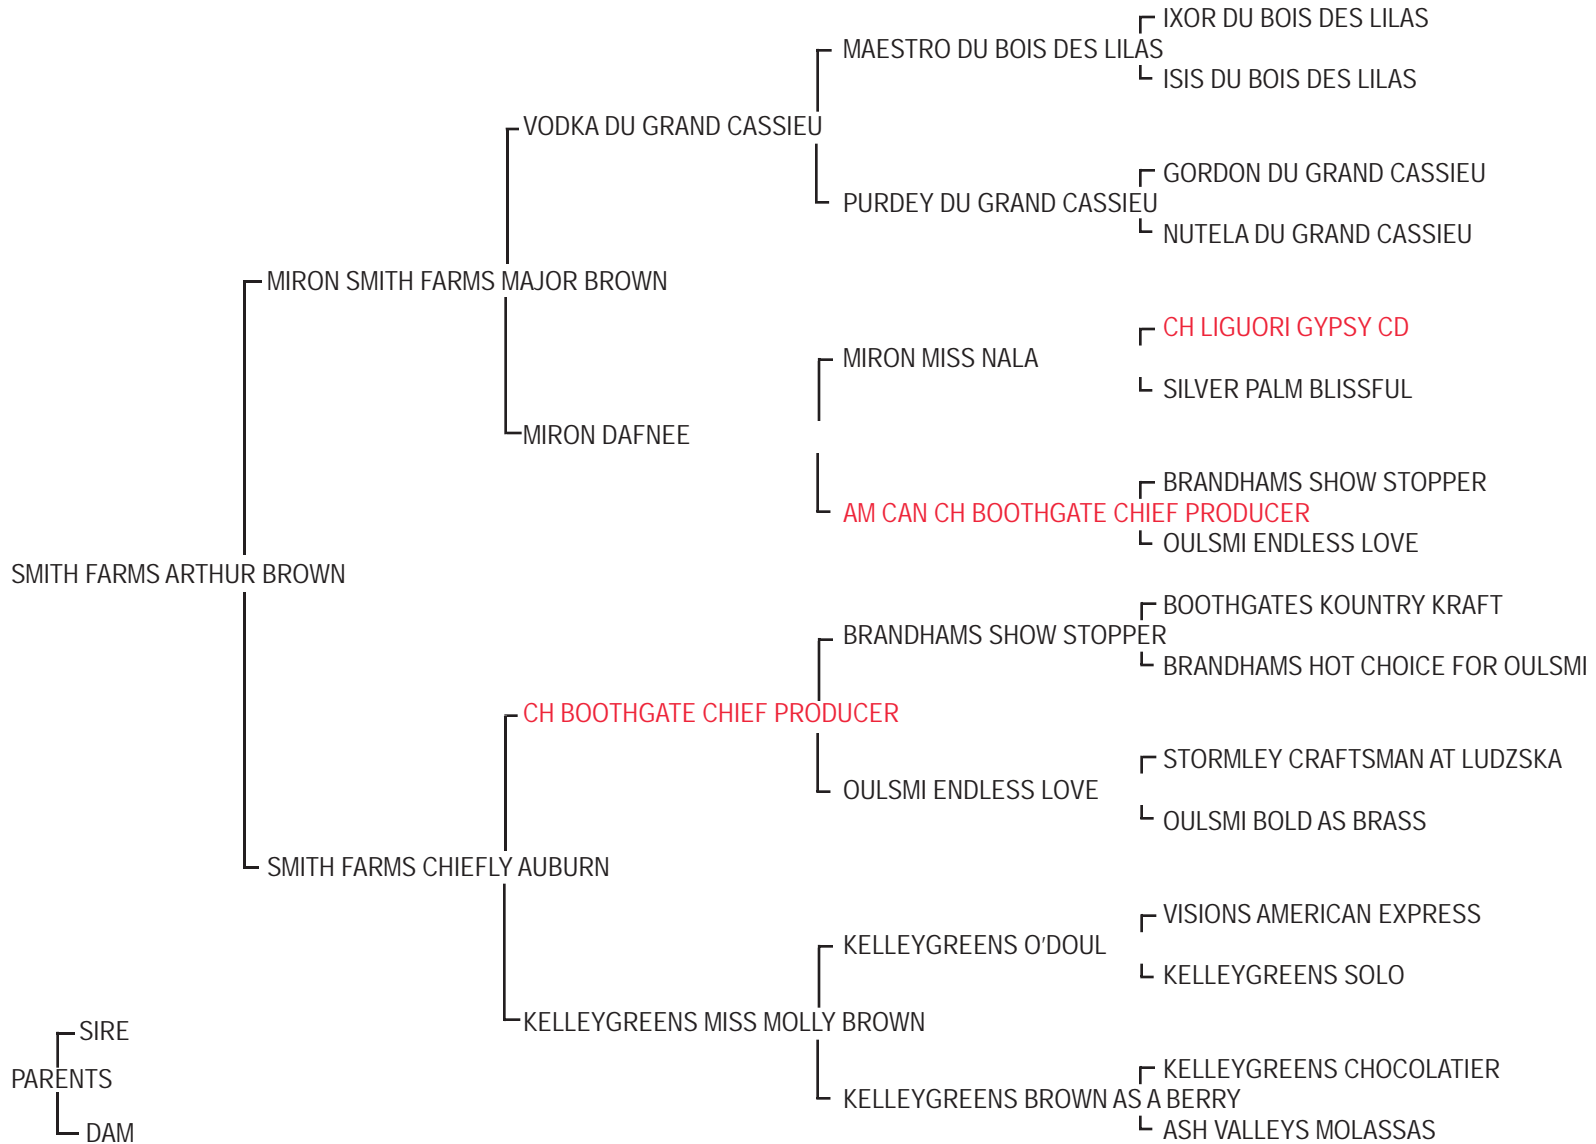 IXOR DU BOIS DES LILAS
MAESTRO DU BOIS DES LILAS
ISIS DU BOIS DES LILAS
VODKA DU GRAND CASSIEU
GORDON DU GRAND CASSIEU
PURDEY DU GRAND CASSIEU
NUTELA DU GRAND CASSIEU
MIRON SMITH FARMS MAJOR BROWN
CH LIGUORI GYPSY CD
MIRON MISS NALA
SILVER PALM BLISSFUL
MIRON DAFNEE
BRANDHAMS SHOW STOPPER
AM CAN CH BOOTHGATE CHIEF PRODUCER
OULSMI ENDLESS LOVE
SMITH FARMS ARTHUR BROWN
BOOTHGATES KOUNTRY KRAFT
BRANDHAMS SHOW STOPPER
BRANDHAMS HOT CHOICE FOR OULSMI
CH BOOTHGATE CHIEF PRODUCER
STORMLEY CRAFTSMAN AT LUDZSKA
OULSMI ENDLESS LOVE
OULSMI BOLD AS BRASS
SMITH FARMS CHIEFLY AUBURN
VISIONS AMERICAN EXPRESS
KELLEYGREENS O'DOUL
KELLEYGREENS SOLO
KELLEYGREENS MISS MOLLY BROWN
KELLEYGREENS CHOCOLATIER
KELLEYGREENS BROWN AS A BERRY
ASH VALLEYS MOLASSAS
SIRE
PARENTS
DAM